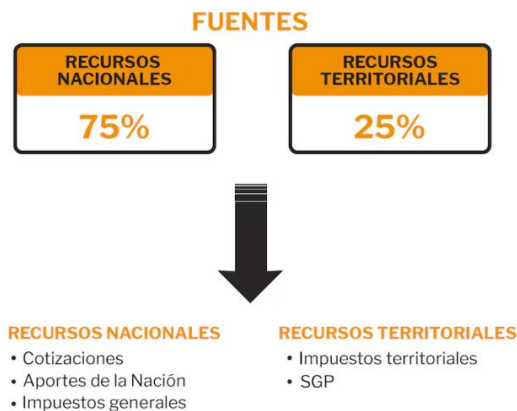 FUENTES
RECURSOS
NACIONALES
75%
RECURSOS
TERRITORIALES
25%
RECURSOS NACIONALES
• Cotizaciones
• Aportes de la Nación
• Impuestos generales
RECURSOS TERRITORIALES
• Impuestos territoriales
• SGP